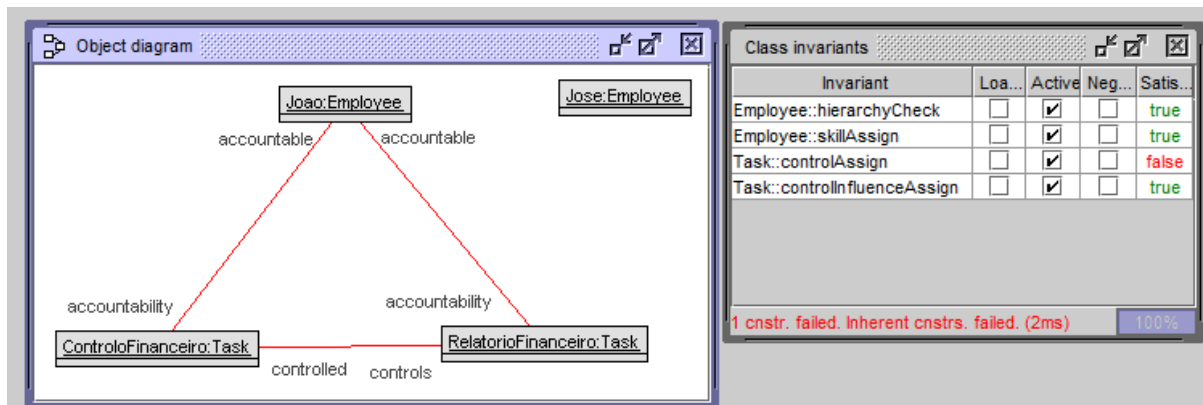 Object diagram
Joao:Employee
Jose:Employee
accountable
accountable
accountability
accountability
ControloFinanceiro:Task
RelatorioFinanceiro:Task
controlled
controls
Class invariants
Invariant Loa... Active Neg... Satis...
Employee::hierarchyCheck true
Employee::skillAssign true
Task::controlAssign false
Task::controlInfluenceAssign true
1 cnstr. failed. Inherent cnstrs. failed. (2ms) 100%